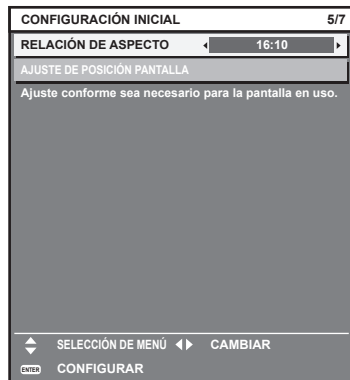 CONFIGURACIÓN INICIAL 5/7
RELACIÓN DE ASPECTO 16:10
AJUSTE DE POSICIÓN PANTALLA
Ajuste conforme sea necesario para la pantalla en uso.
SELECCIÓN DE MENÚ CAMBIAR
ENTER CONFIGURAR